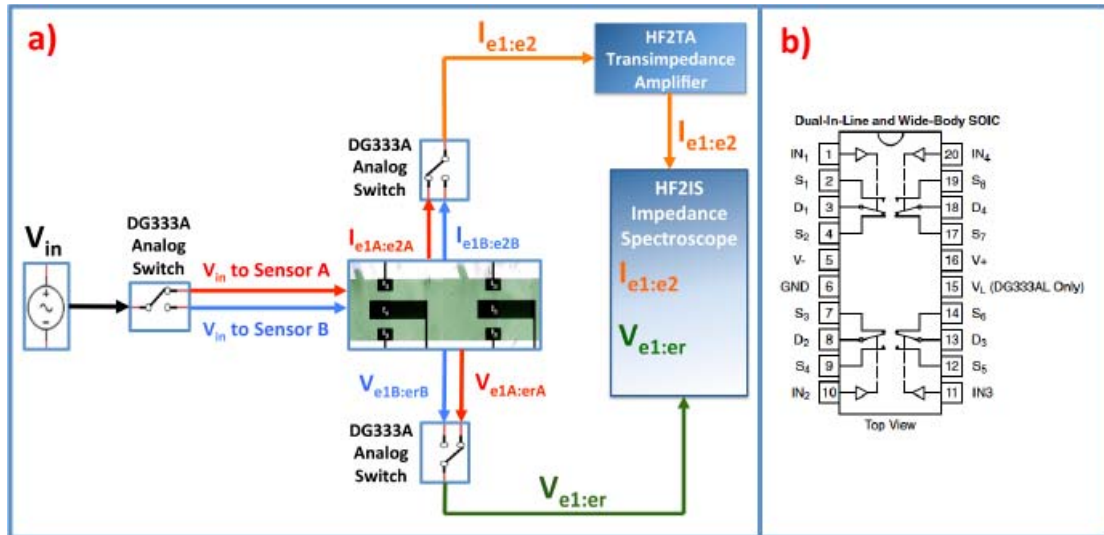 a)
I e1:e2
HF2TA
Transimpedance
Amplifier
I e1:e2
DG333A
Analog
Switch
HF2IS
Impedance
Spectroscope
I e1:e2
V e1:er
V in
DG333A
Analog
Switch
I e1A:e2A
I e1B:e2B
V in to Sensor A
V in to Sensor B
V e1B:erB
V e1A:erA
DG333A
Analog
Switch
V e1:er
b)
Dual-In-Line and Wide-Body SOIC
IN1 1 20 IN4
S1 2 19 S8
D1 3 18 D4
S2 4 17 S7
V- 5 16 V+
GND 6 15 VL (DG333AL Only)
S3 7 14 S6
D2 8 13 D3
S4 9 12 S5
IN2 10 11 IN3
Top View